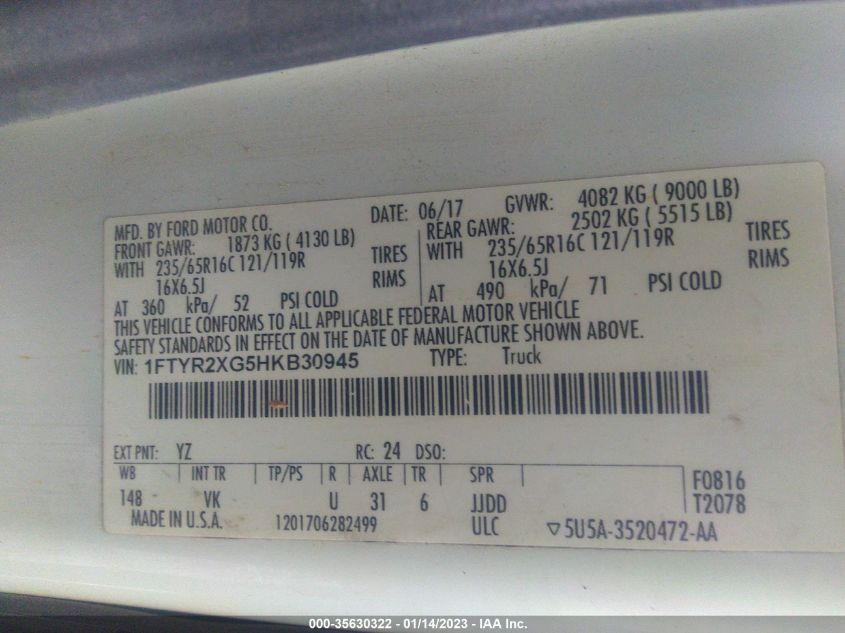 MFD. BY FORD MOTOR CO. DATE: 06/17 GVWR: 4082 KG ( 9000 LB)
FRONT GAWR: 1873 KG ( 4130 LB) REAR GAWR: 2502 KG ( 5515 LB)
WITH 235/65R16C 121/119R TIRES WITH 235/65R16C 121/119R TIRES
16X6.5J RIMS 16X6.5J RIMS
AT 360 kPa/ 52 PSI COLD AT 490 kPa/ 71 PSI COLD
THIS VEHICLE CONFORMS TO ALL APPLICABLE FEDERAL MOTOR VEHICLE
SAFETY STANDARDS IN EFFECT ON THE DATE OF MANUFACTURE SHOWN ABOVE.
VIN: 1FTYR2XG5HKB30945 TYPE: Truck
EXT PNT: YZ RC: 24 DSO:
WB INT TR TP/PS R AXLE TR SPR F0816
148 VK U 31 6 JJDD T2078
MADE IN U.S.A. 1201706282499 ULC ▽5U5A-3520472-AA
000-35630322 - 01/14/2023 - IAA Inc.